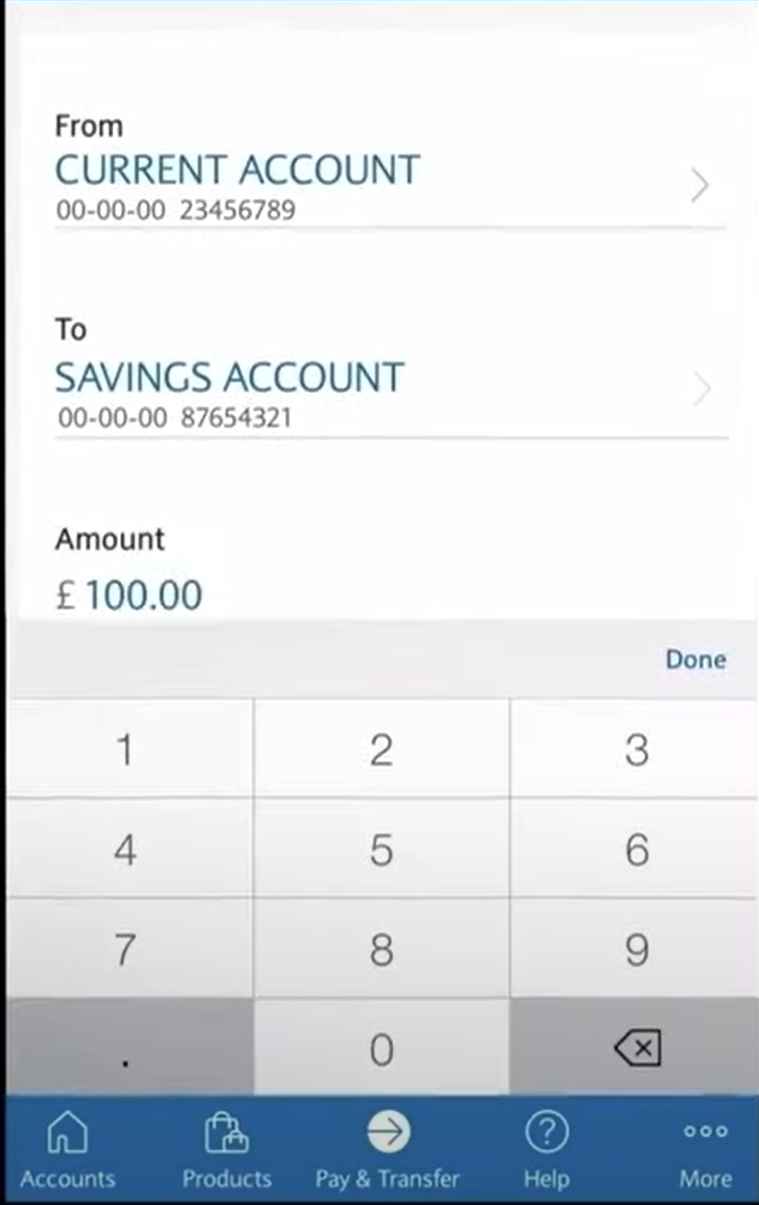 From
CURRENT ACCOUNT
00-00-00 23456789
To
SAVINGS ACCOUNT
00-00-00 87654321
Amount
£ 100.00
Done
1 2 3
4 5 6
7 8 9
. 0
Accounts Products Pay & Transfer Help More